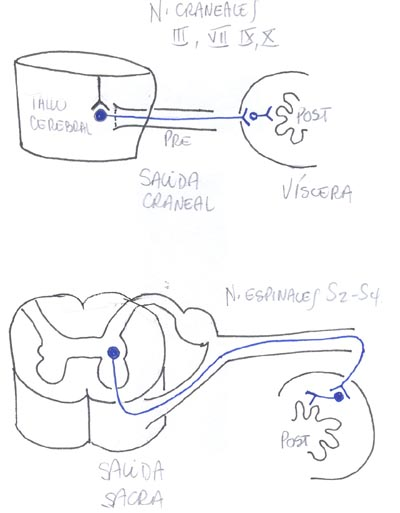 N. CRANEALES
III, VII IX, X
TALLO
CEREBRAL
POST
PRE
SALIDA
CRANEAL
VÍSCERA
N. ESPINALES S2-S4
POST
SALIDA
SACRA